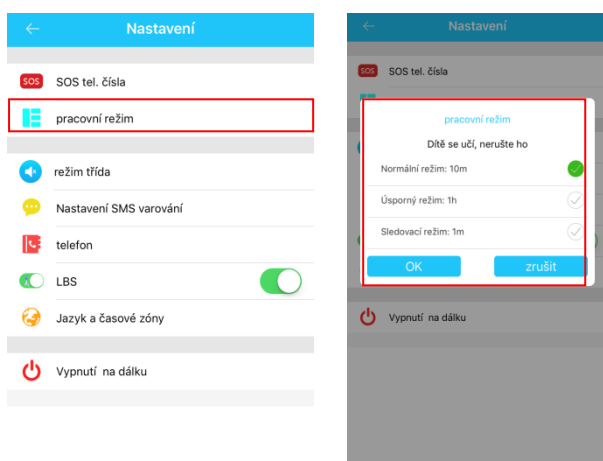 Nastavení
SOS SOS tel. čísla
pracovní režim
režim třída
Nastavení SMS varování
telefon
LBS
Jazyk a časové zóny
Vypnutí na dálku
Nastavení
SOS SOS tel. čísla
pracovní režim
Dítě se učí, nerušte ho
Normální režim: 10m
Úsporný režim: 1h
Sledovací režim: 1m
OK zrušit
Vypnutí na dálku